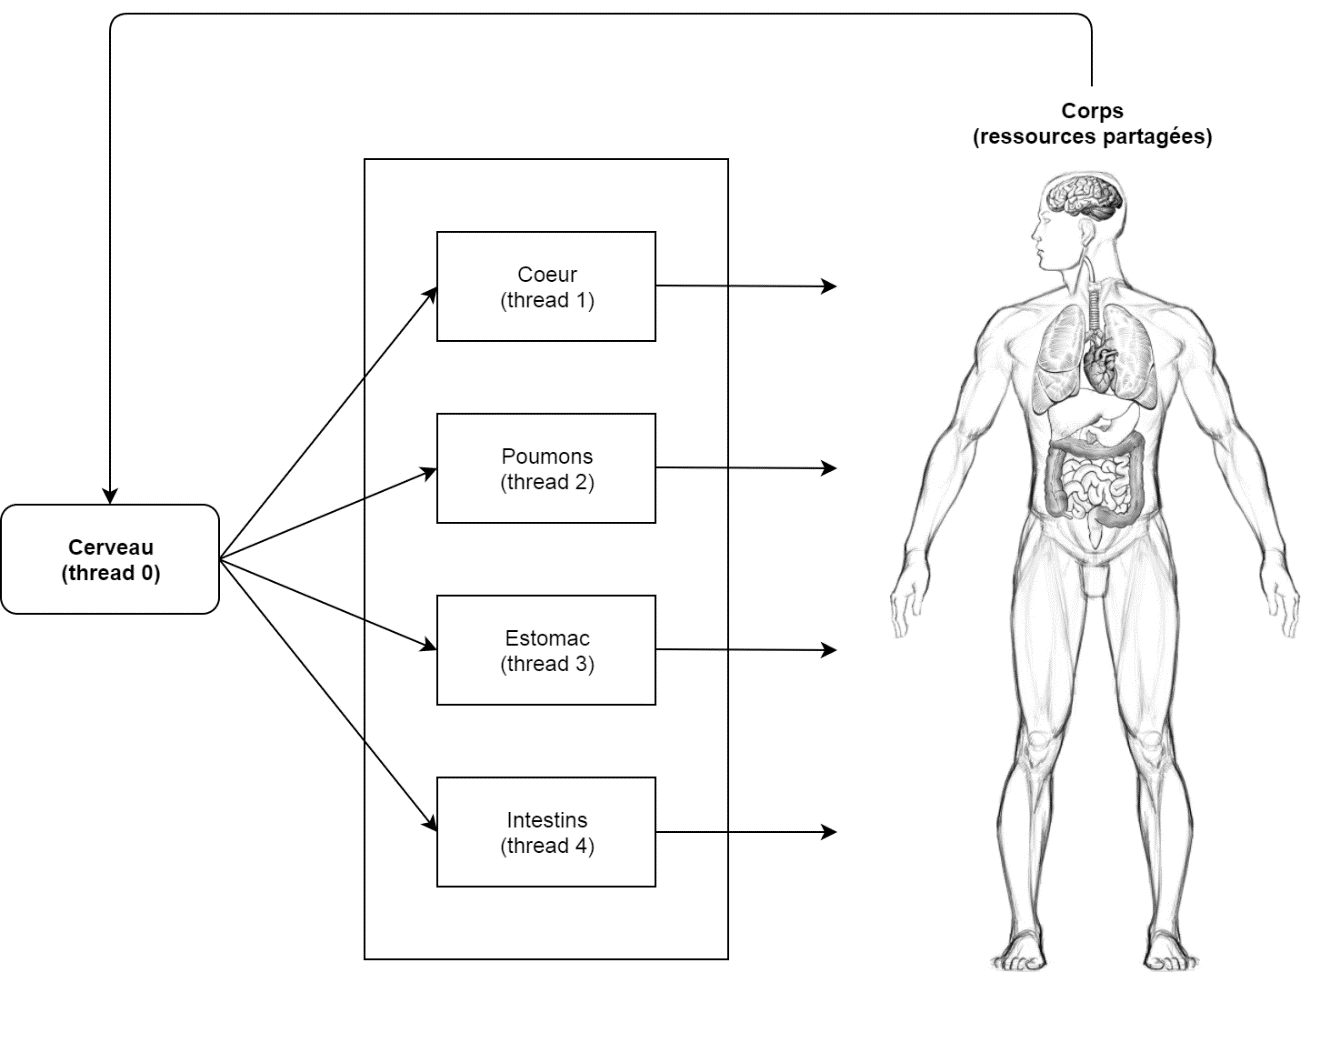 Corps
(ressources partagées)
Coeur
(thread 1)
Poumons
(thread 2)
Cerveau
(thread 0)
Estomac
(thread 3)
Intestins
(thread 4)